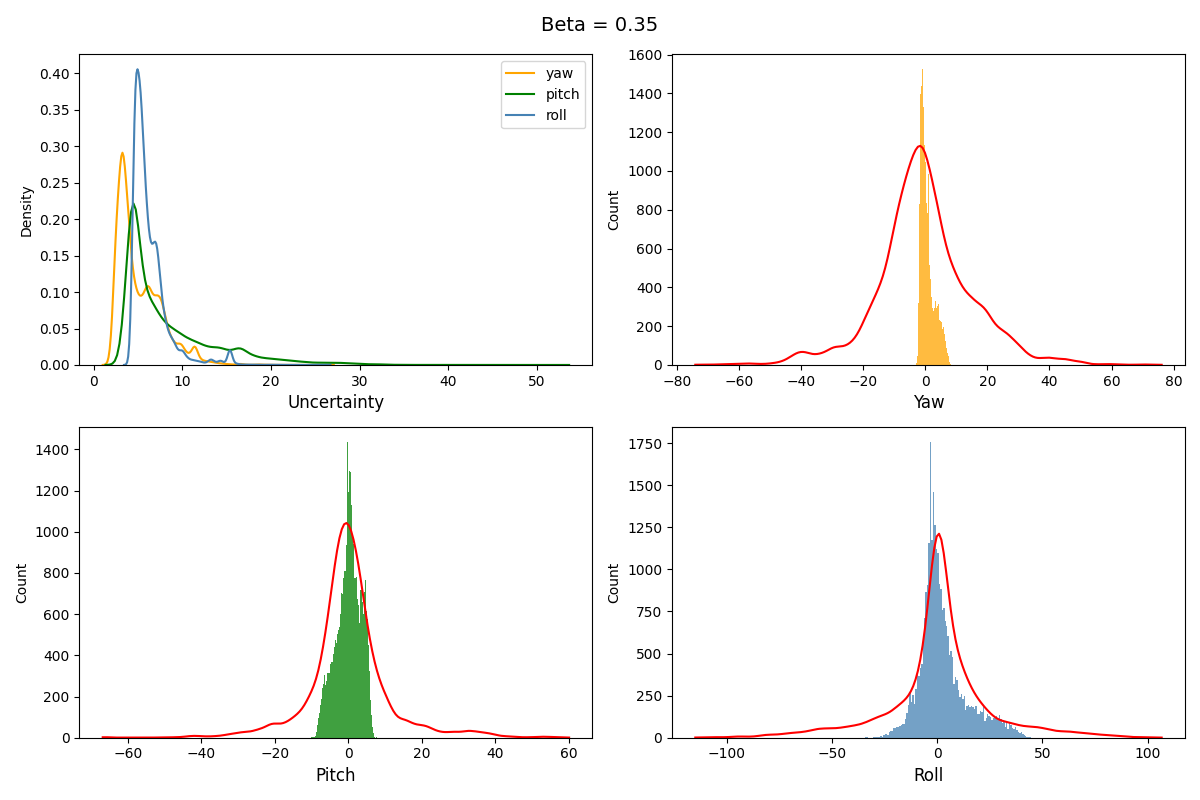 Beta = 0.35
0.40
0.35
0.30
0.25
0.20
0.15
0.10
0.05
0.00
Density
yaw
pitch
roll
0 10 20 30 40 50
Uncertainty
1600
1400
1200
1000
800
600
400
200
0
Count
−80 −60 −40 −20 0 20 40 60 80
Yaw
1400
1200
1000
800
600
400
200
0
Count
−60 −40 −20 0 20 40 60
Pitch
1750
1500
1250
1000
750
500
250
0
Count
−100 −50 0 50 100
Roll